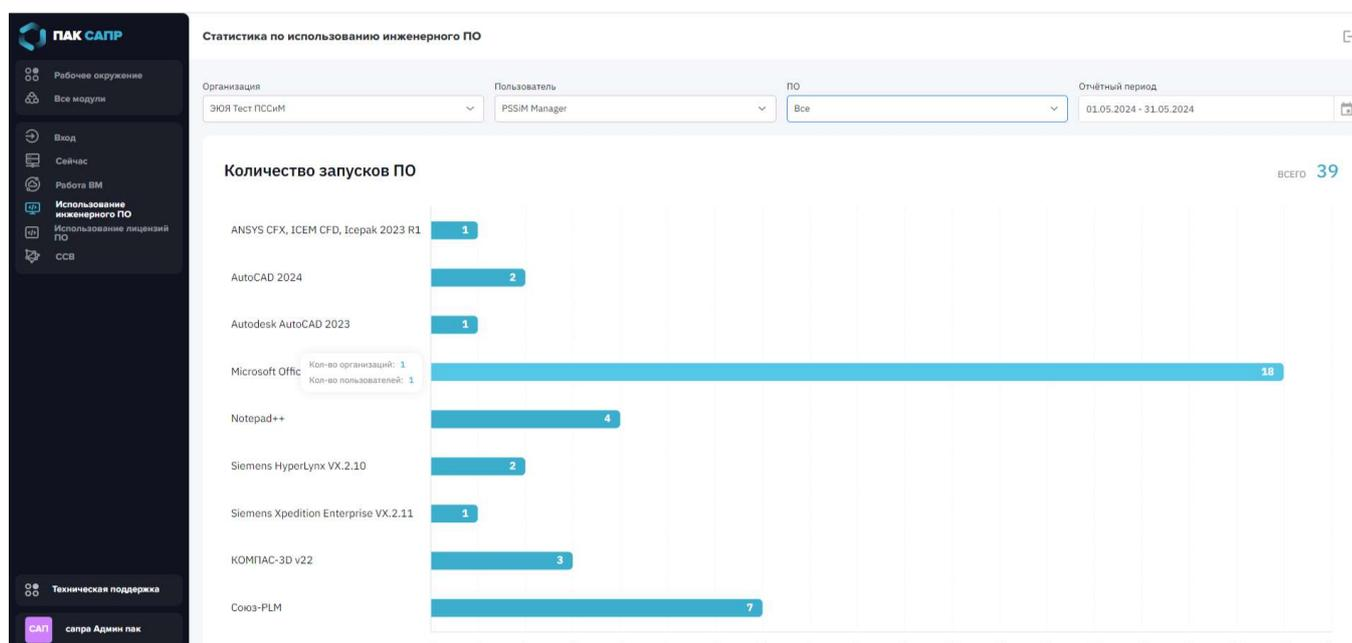 ПАК САПР
Рабочее окружение
Все модули
Вход
Сейчас
Работа ВМ
Использование
инженерного ПО
Использование лицензий
ПО
ССВ
Техническая поддержка
САП
сапра Админ пак
Статистика по использованию инженерного ПО
Организация
ЭЮЯ Тест ПССиМ
Пользователь
PSSiM Manager
ПО
Все
Отчётный период
01.05.2024 - 31.05.2024
Количество запусков ПО
ВСЕГО 39
ANSYS CFX, ICEM CFD, Icepak 2023 R1 1
AutoCAD 2024 2
Autodesk AutoCAD 2023 1
Microsoft Offic 18
Кол-во организаций: 1
Кол-во пользователей: 1
Notepad++ 4
Siemens HyperLynx VX.2.10 2
Siemens Xpedition Enterprise VX.2.11 1
КОМПАС-3D v22 3
Союз-PLM 7